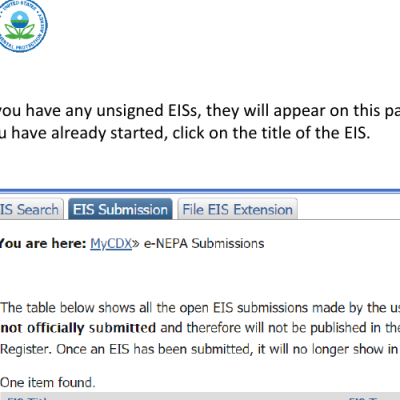 you have any unsigned EISs, they will appear on this
have already started, click on the title of the EIS.
EIS Search EIS Submission File EIS Extension
You are here: MyCDX» e-NEPA Submissions
The table below shows all the open EIS submissions made by the
not officially submitted and therefore will not be published in the
Register. Once an EIS has been submitted, it will no longer show in
One item found.